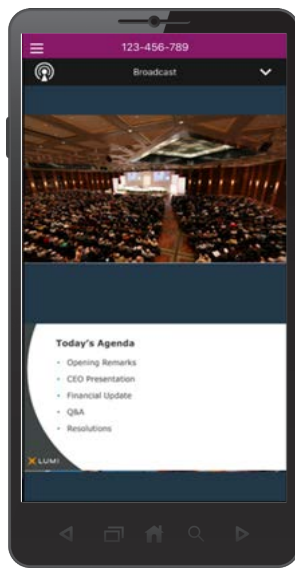 123-456-789
Broadcast
Today's Agenda
• Opening Remarks
• CEO Presentation
• Financial Update
• Q&A
• Resolutions
LUMI